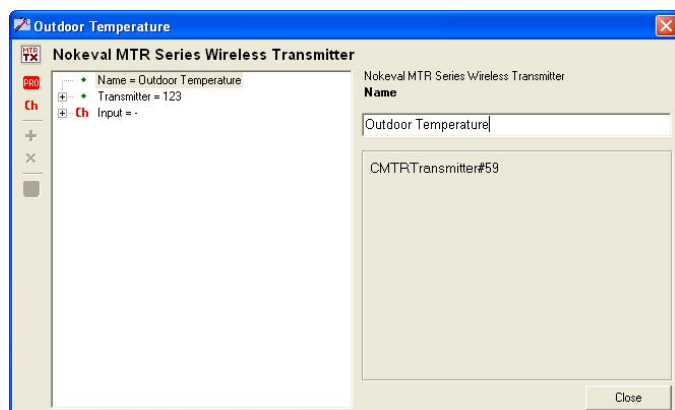 Outdoor Temperature
MTR
TX
Nokeval MTR Series Wireless Transmitter
PRO
Ch
Name = Outdoor Temperature
Transmitter = 123
Ch Input = -
Nokeval MTR Series Wireless Transmitter
Name
Outdoor Temperature
CMTRTransmitter#59
Close